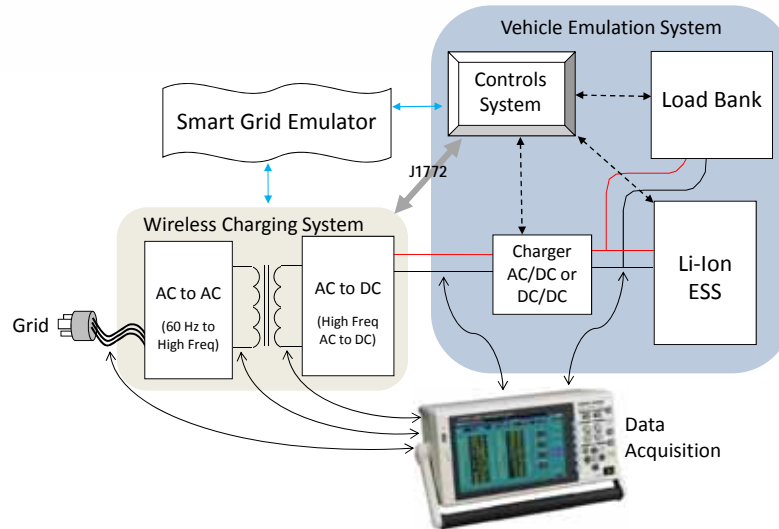 Vehicle Emulation System
Controls
System
Load Bank
Smart Grid Emulator
J1772
Wireless Charging System
Charger
AC/DC or
DC/DC
Li-Ion
ESS
AC to AC
(60 Hz to
High Freq)
AC to DC
(High Freq
AC to DC)
Grid
Data
Acquisition